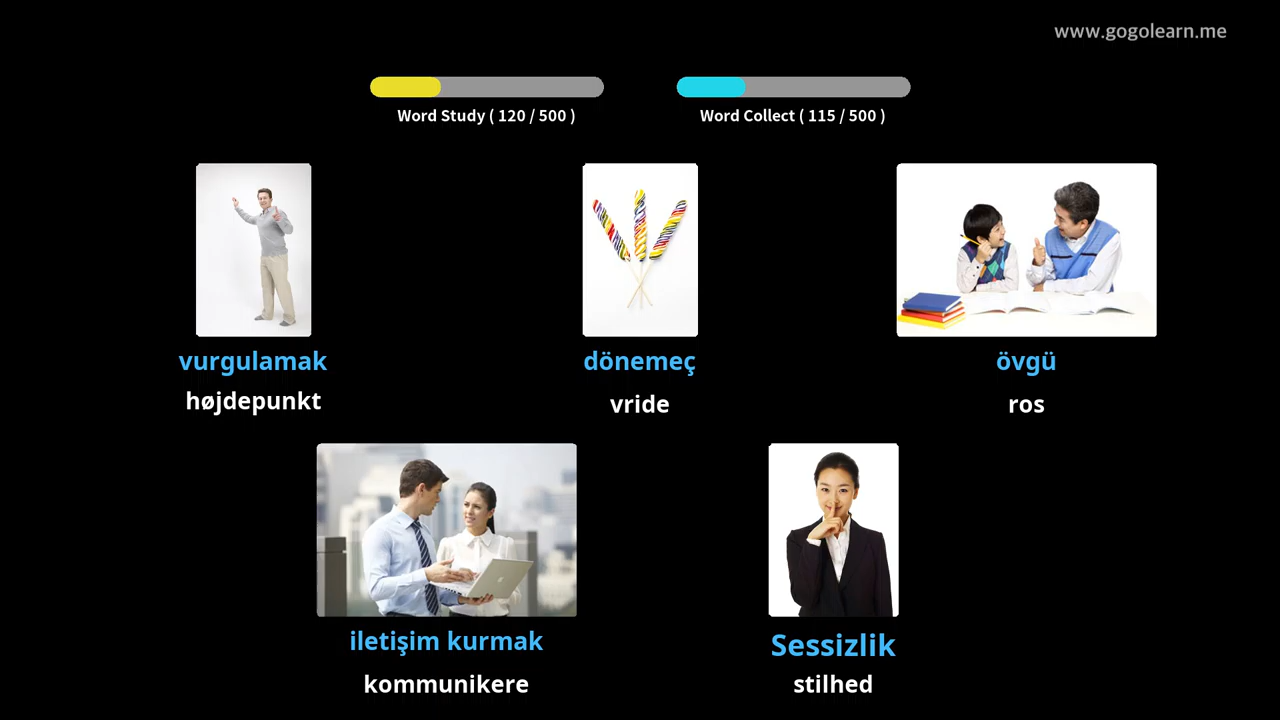 www.gogolearn.me
Word Study ( 120 / 500 )
Word Collect ( 115 / 500 )
vurgulamak
højdepunkt
dönemeç
vride
övgü
ros
iletişim kurmak
kommunikere
Sessizlik
stilhed